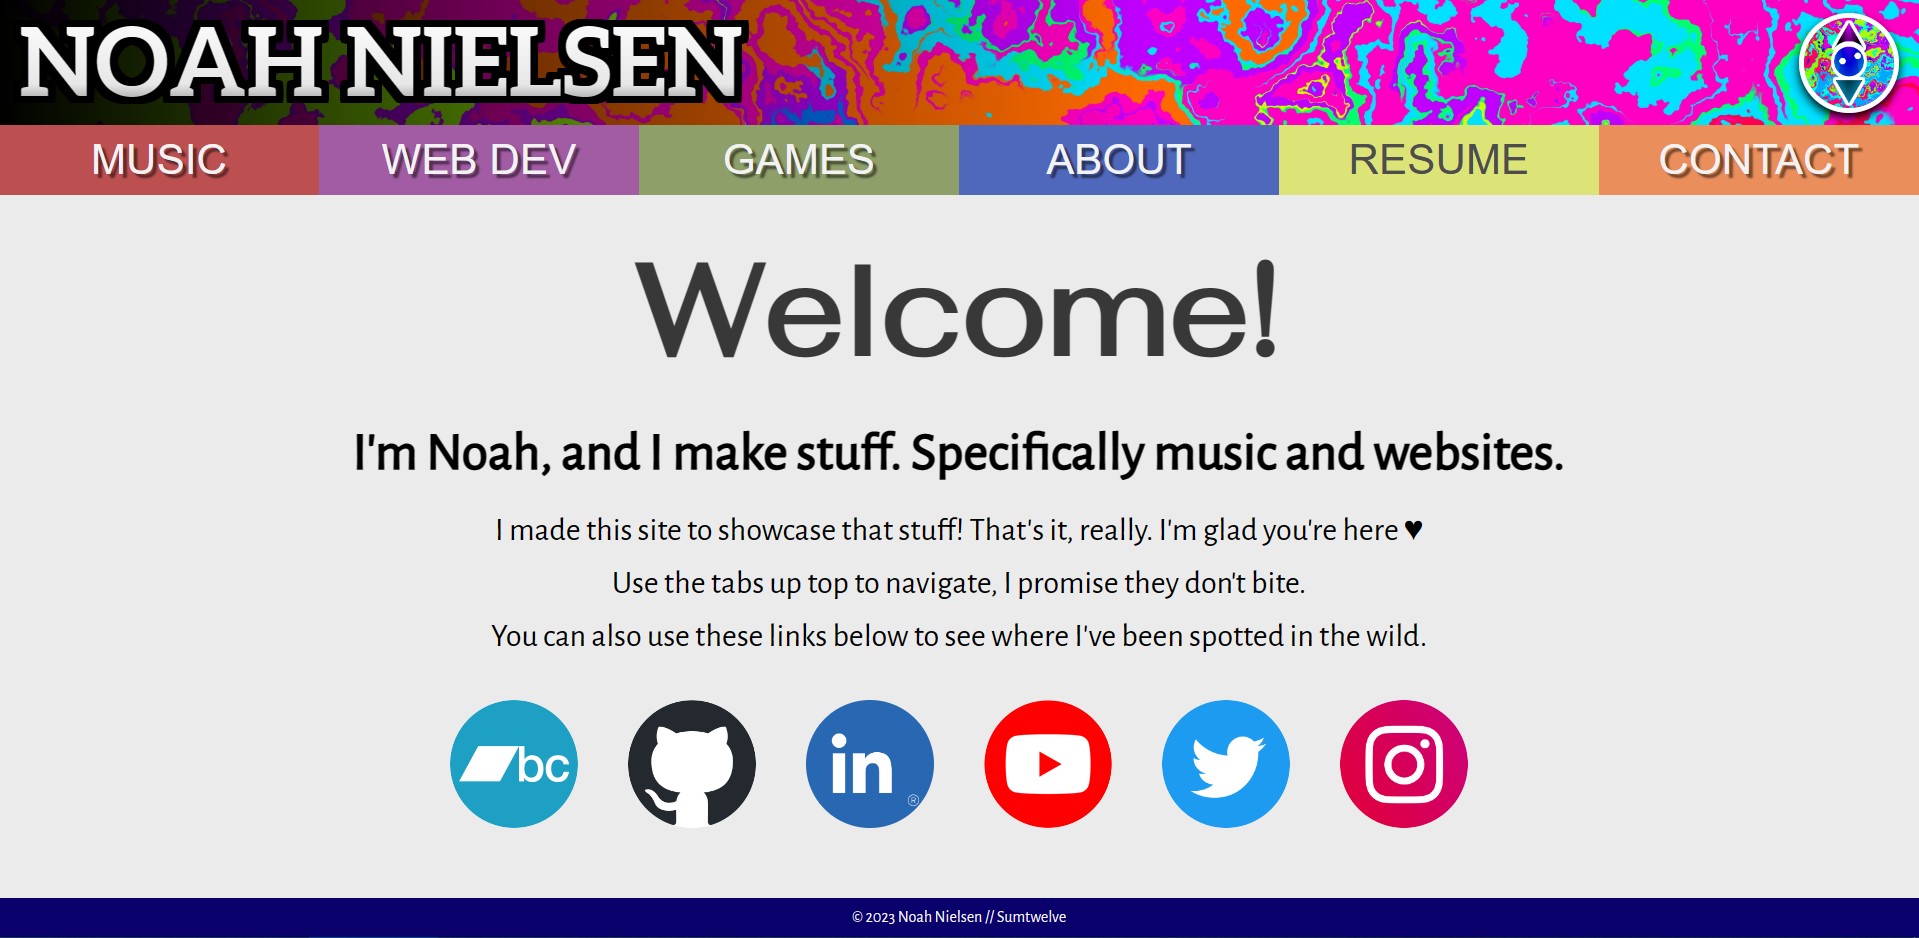 NOAH NIELSEN
MUSIC WEB DEV GAMES ABOUT RESUME CONTACT
Welcome!
I'm Noah, and I make stuff. Specifically music and websites.
I made this site to showcase that stuff! That's it, really. I'm glad you're here ♥
Use the tabs up top to navigate, I promise they don't bite.
You can also use these links below to see where I've been spotted in the wild.
bc in ®
© 2023 Noah Nielsen // Sumtwelve